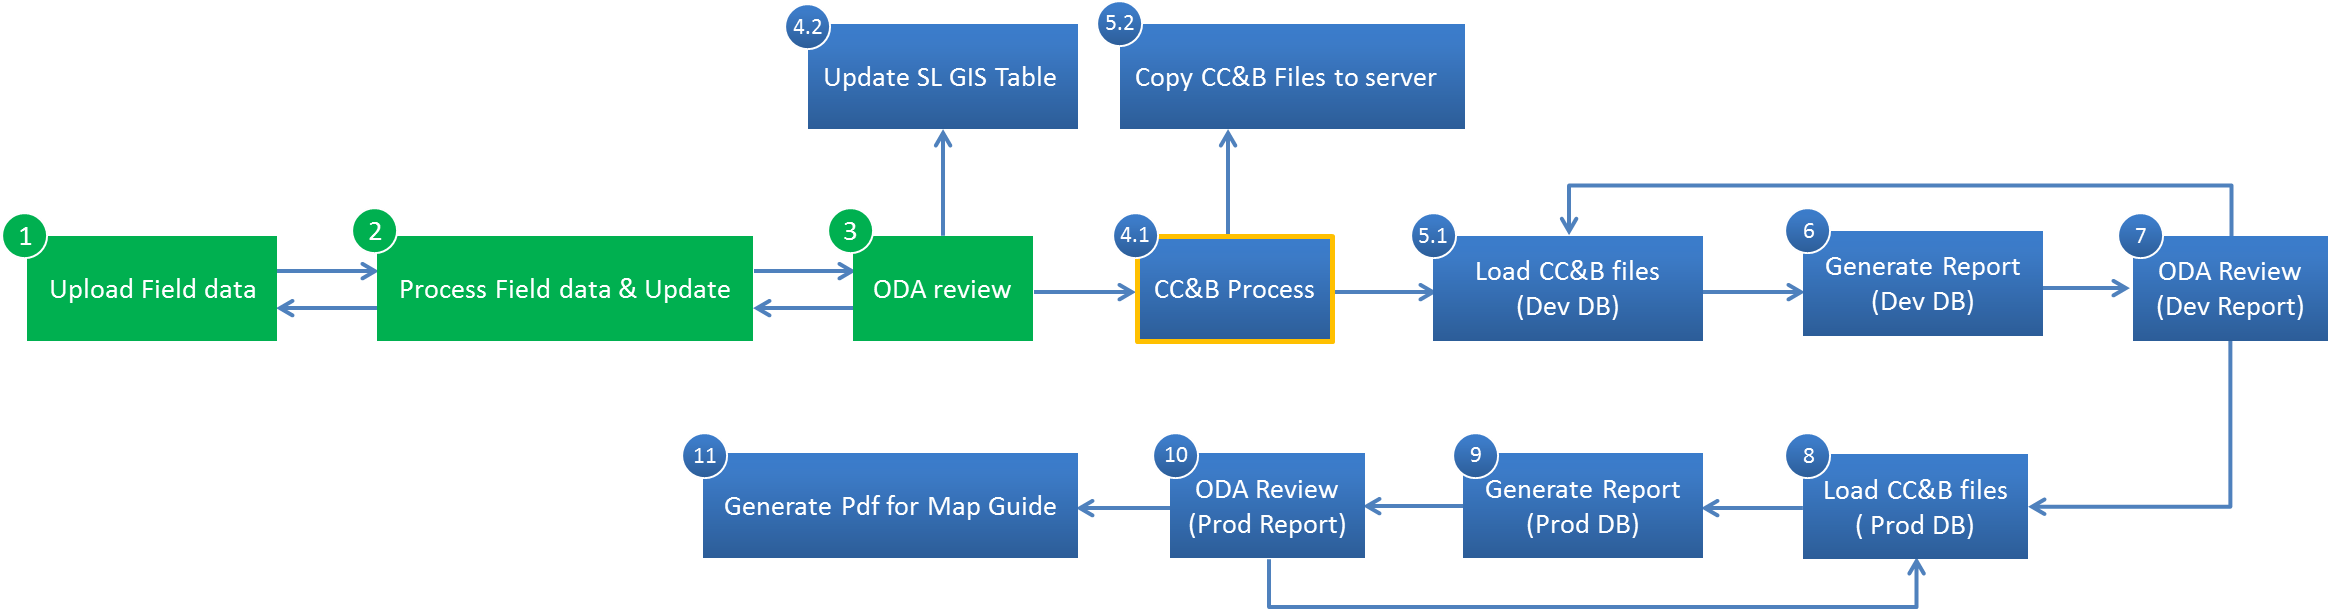 4.2
Update SL GIS Table
5.2
Copy CC&B Files to server
1
Upload Field data
2
Process Field data & Update
3
ODA review
4.1
CC&B Process
5.1
Load CC&B files
(Dev DB)
6
Generate Report
(Dev DB)
7
ODA Review
(Dev Report)
11
Generate Pdf for Map Guide
10
ODA Review
(Prod Report)
9
Generate Report
(Prod DB)
8
Load CC&B files
( Prod DB)